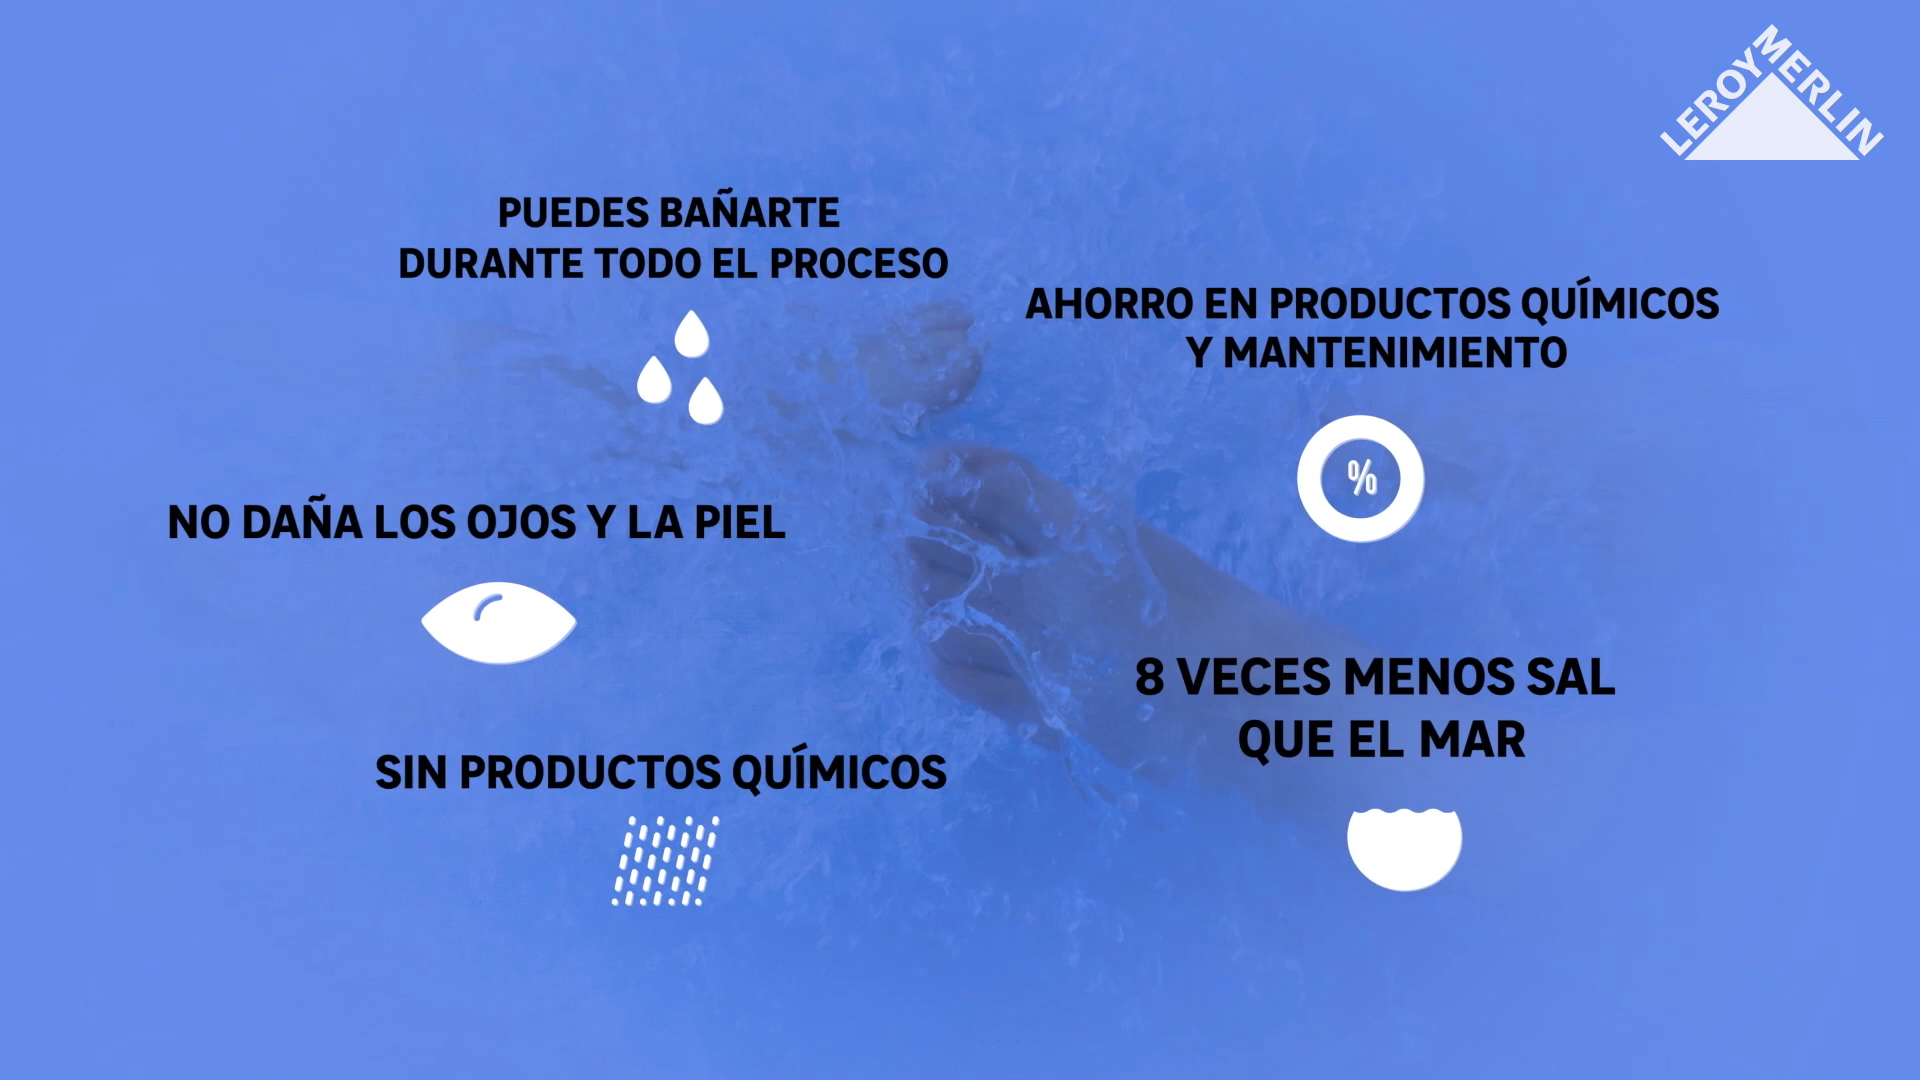 LEROY MERLIN
PUEDES BAÑARTE
DURANTE TODO EL PROCESO
AHORRO EN PRODUCTOS QUÍMICOS
Y MANTENIMIENTO
%
NO DAÑA LOS OJOS Y LA PIEL
8 VECES MENOS SAL
QUE EL MAR
SIN PRODUCTOS QUÍMICOS